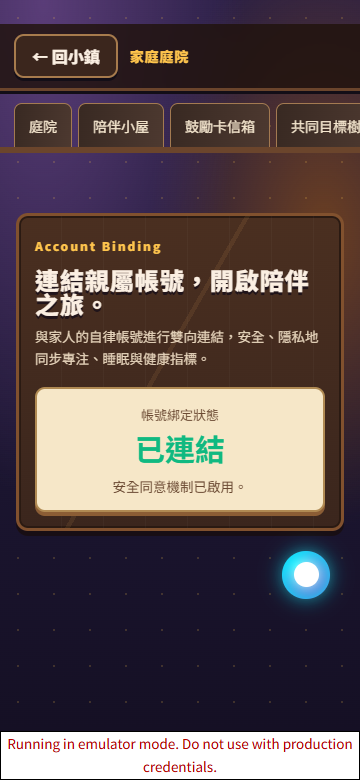 ← 回小鎮
家庭庭院
庭院
陪伴小屋
鼓勵卡信箱
共同目標樹
Account Binding
連結親屬帳號，開啟陪伴
之旅。
與家人的自律帳號進行雙向連結，安全、隱私地
同步專注、睡眠與健康指標。
帳號綁定狀態
已連結
安全同意機制已啟用。
Running in emulator mode. Do not use with production
credentials.